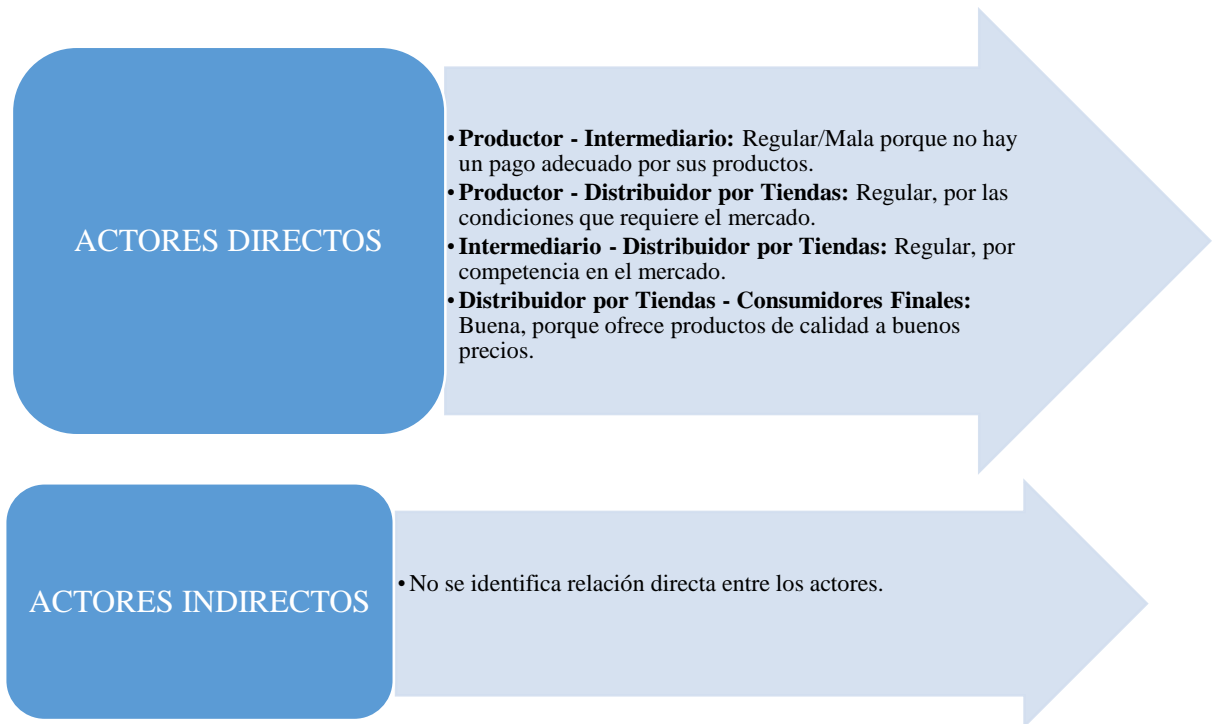 ACTORES DIRECTOS
• Productor - Intermediario: Regular/Mala porque no hay
un pago adecuado por sus productos.
• Productor - Distribuidor por Tiendas: Regular, por las
condiciones que requiere el mercado.
• Intermediario - Distribuidor por Tiendas: Regular, por
competencia en el mercado.
• Distribuidor por Tiendas - Consumidores Finales:
Buena, porque ofrece productos de calidad a buenos
precios.
ACTORES INDIRECTOS
• No se identifica relación directa entre los actores.